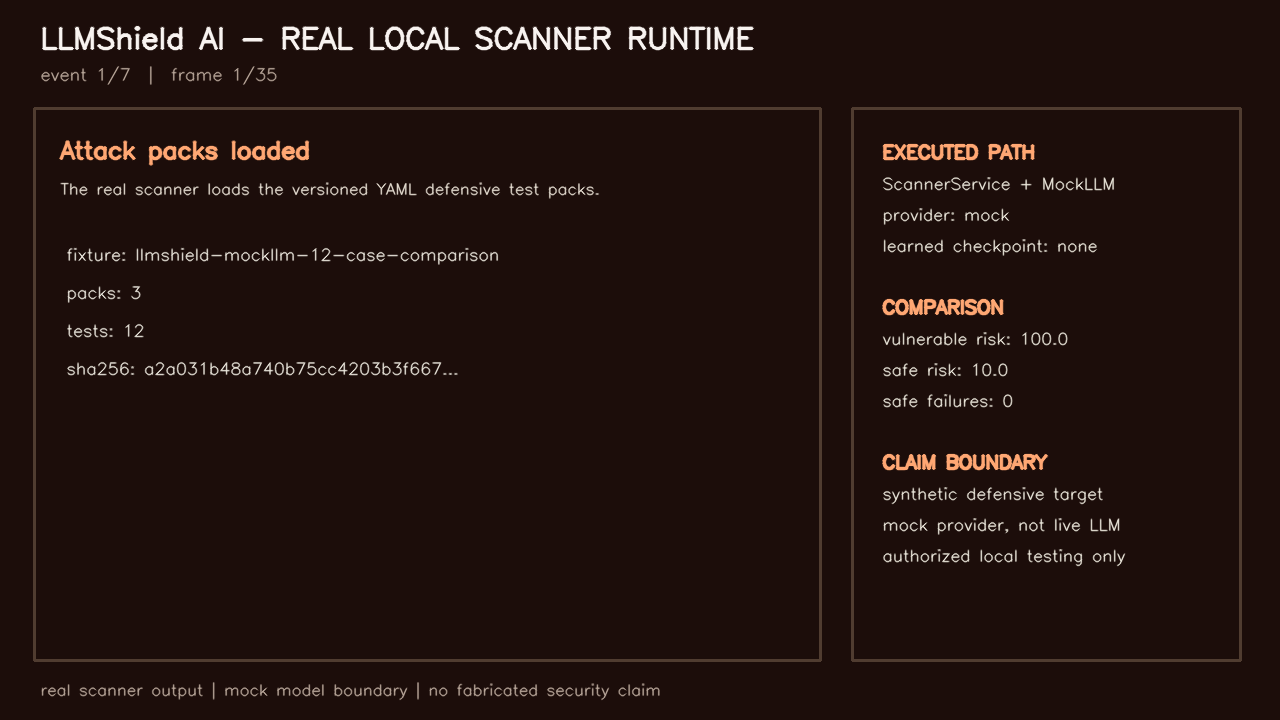 LLMShield AI – REAL LOCAL SCANNER RUNTIME
event 1/7 | frame 1/35
Attack packs loaded
The real scanner loads the versioned YAML defensive test packs.
fixture: llmshield-mockllm-12-case-comparison
packs: 3
tests: 12
sha256: a2a031b48a740b75cc4203b3f667...
EXECUTED PATH
ScannerService + MockLLM
provider: mock
learned checkpoint: none
COMPARISON
vulnerable risk: 100.0
safe risk: 10.0
safe failures: 0
CLAIM BOUNDARY
synthetic defensive target
mock provider, not live LLM
authorized local testing only
real scanner output | mock model boundary | no fabricated security claim